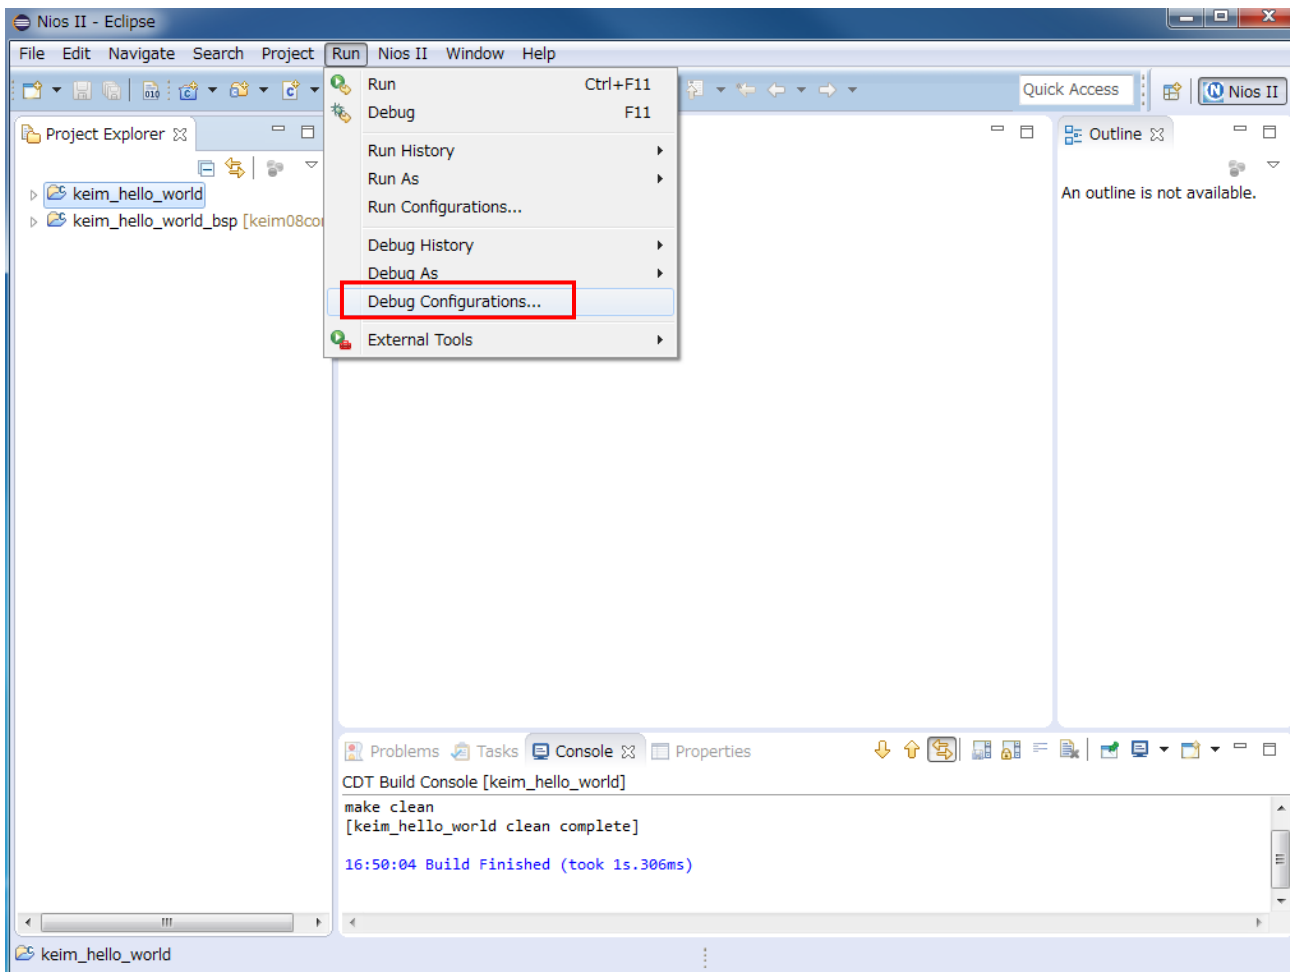 Nios II - Eclipse
File Edit Navigate Search Project Run Nios II Window Help
Quick Access
Nios II
Project Explorer
keim_hello_world
keim_hello_world_bsp [keim08co
Run Ctrl+F11
Debug F11
Run History
Run As
Run Configurations...
Debug History
Debug As
Debug Configurations...
External Tools
Outline
An outline is not available.
Problems Tasks Console Properties
CDT Build Console [keim_hello_world]
make clean
[keim_hello_world clean complete]
16:50:04 Build Finished (took 1s.306ms)
keim_hello_world